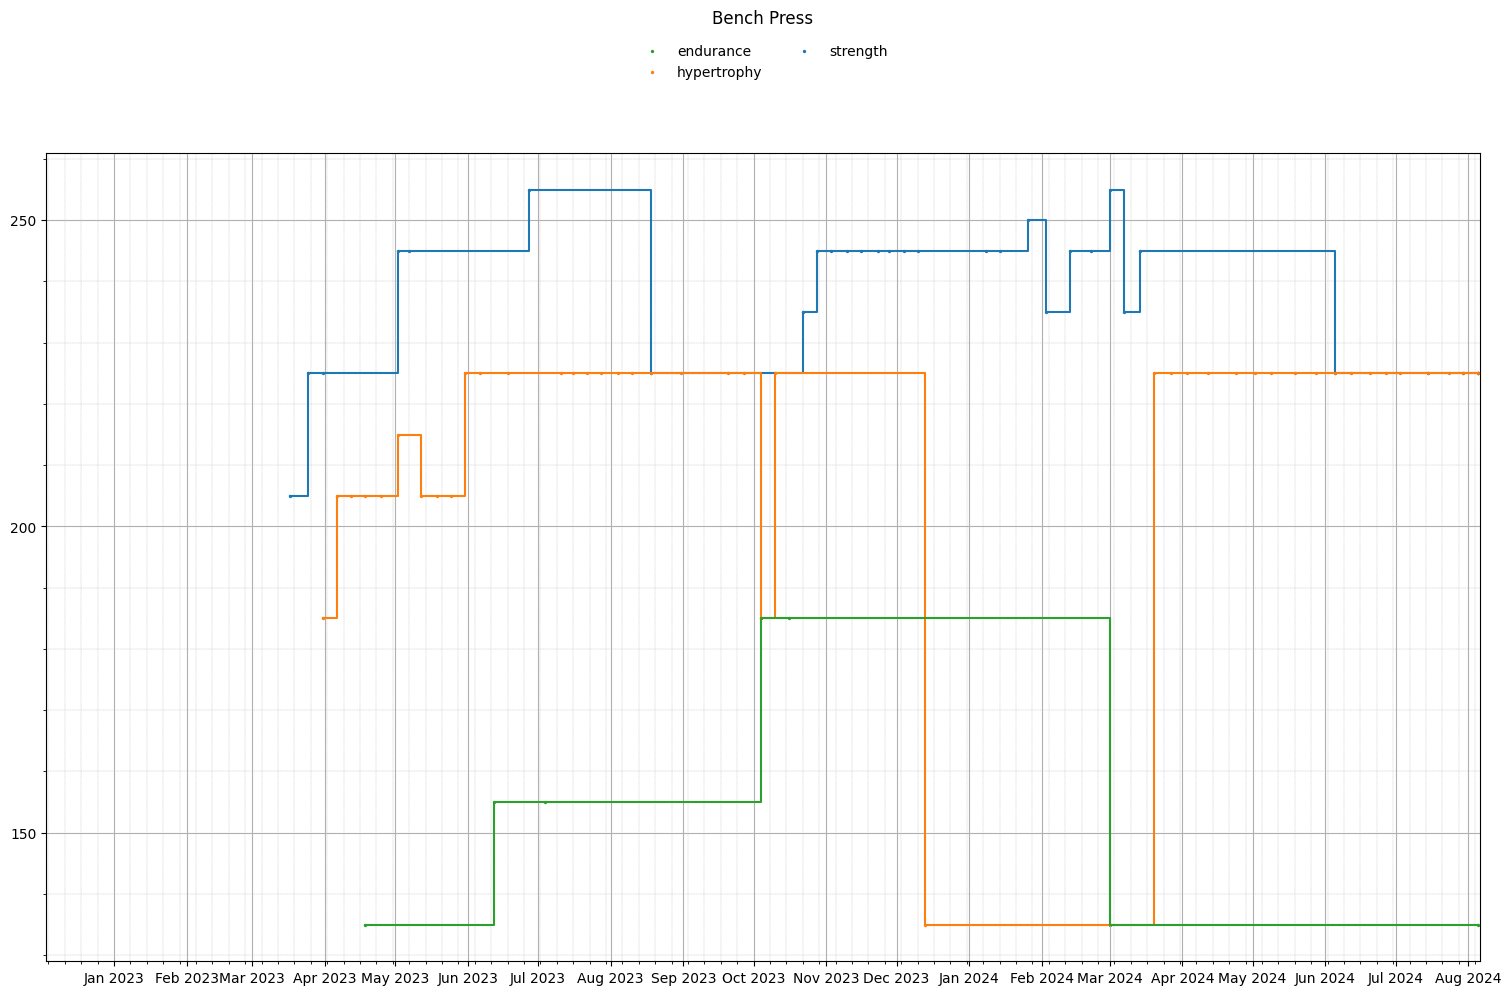 Bench Press
endurance strength
hypertrophy
250
200
150
Jan 2023 Feb 2023 Mar 2023 Apr 2023 May 2023 Jun 2023 Jul 2023 Aug 2023 Sep 2023 Oct 2023 Nov 2023 Dec 2023 Jan 2024 Feb 2024 Mar 2024 Apr 2024 May 2024 Jun 2024 Jul 2024 Aug 2024